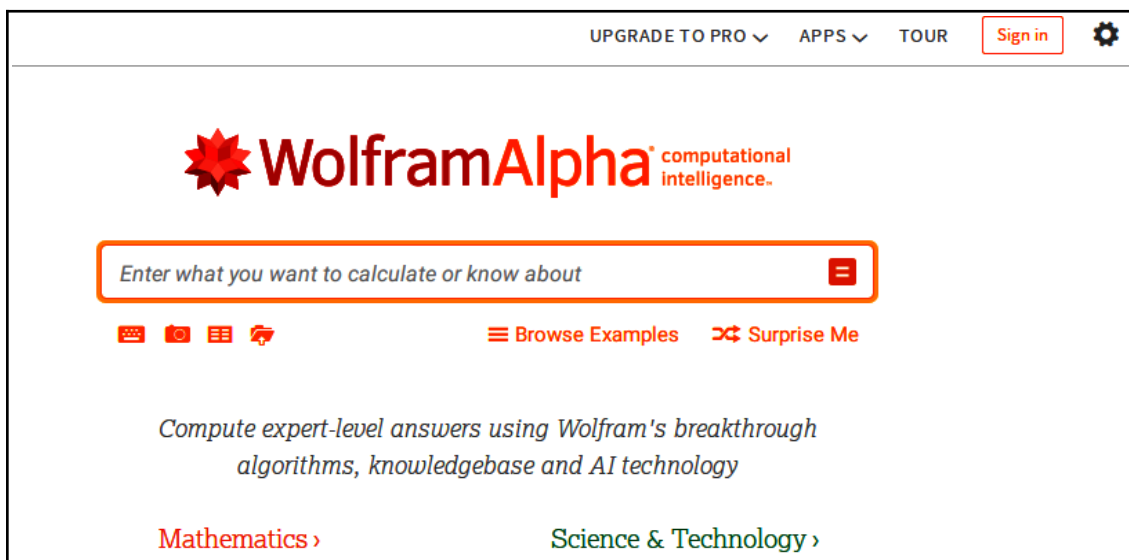 UPGRADE TO PRO APPS TOUR Sign in
WolframAlpha computational
intelligence™
Enter what you want to calculate or know about =
Browse Examples Surprise Me
Compute expert-level answers using Wolfram's breakthrough
algorithms, knowledgebase and AI technology
Mathematics › Science & Technology ›